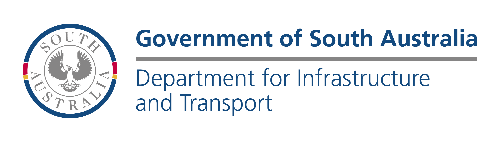 SOUTH AUSTRALIA
Government of South Australia
Department for Infrastructure
and Transport